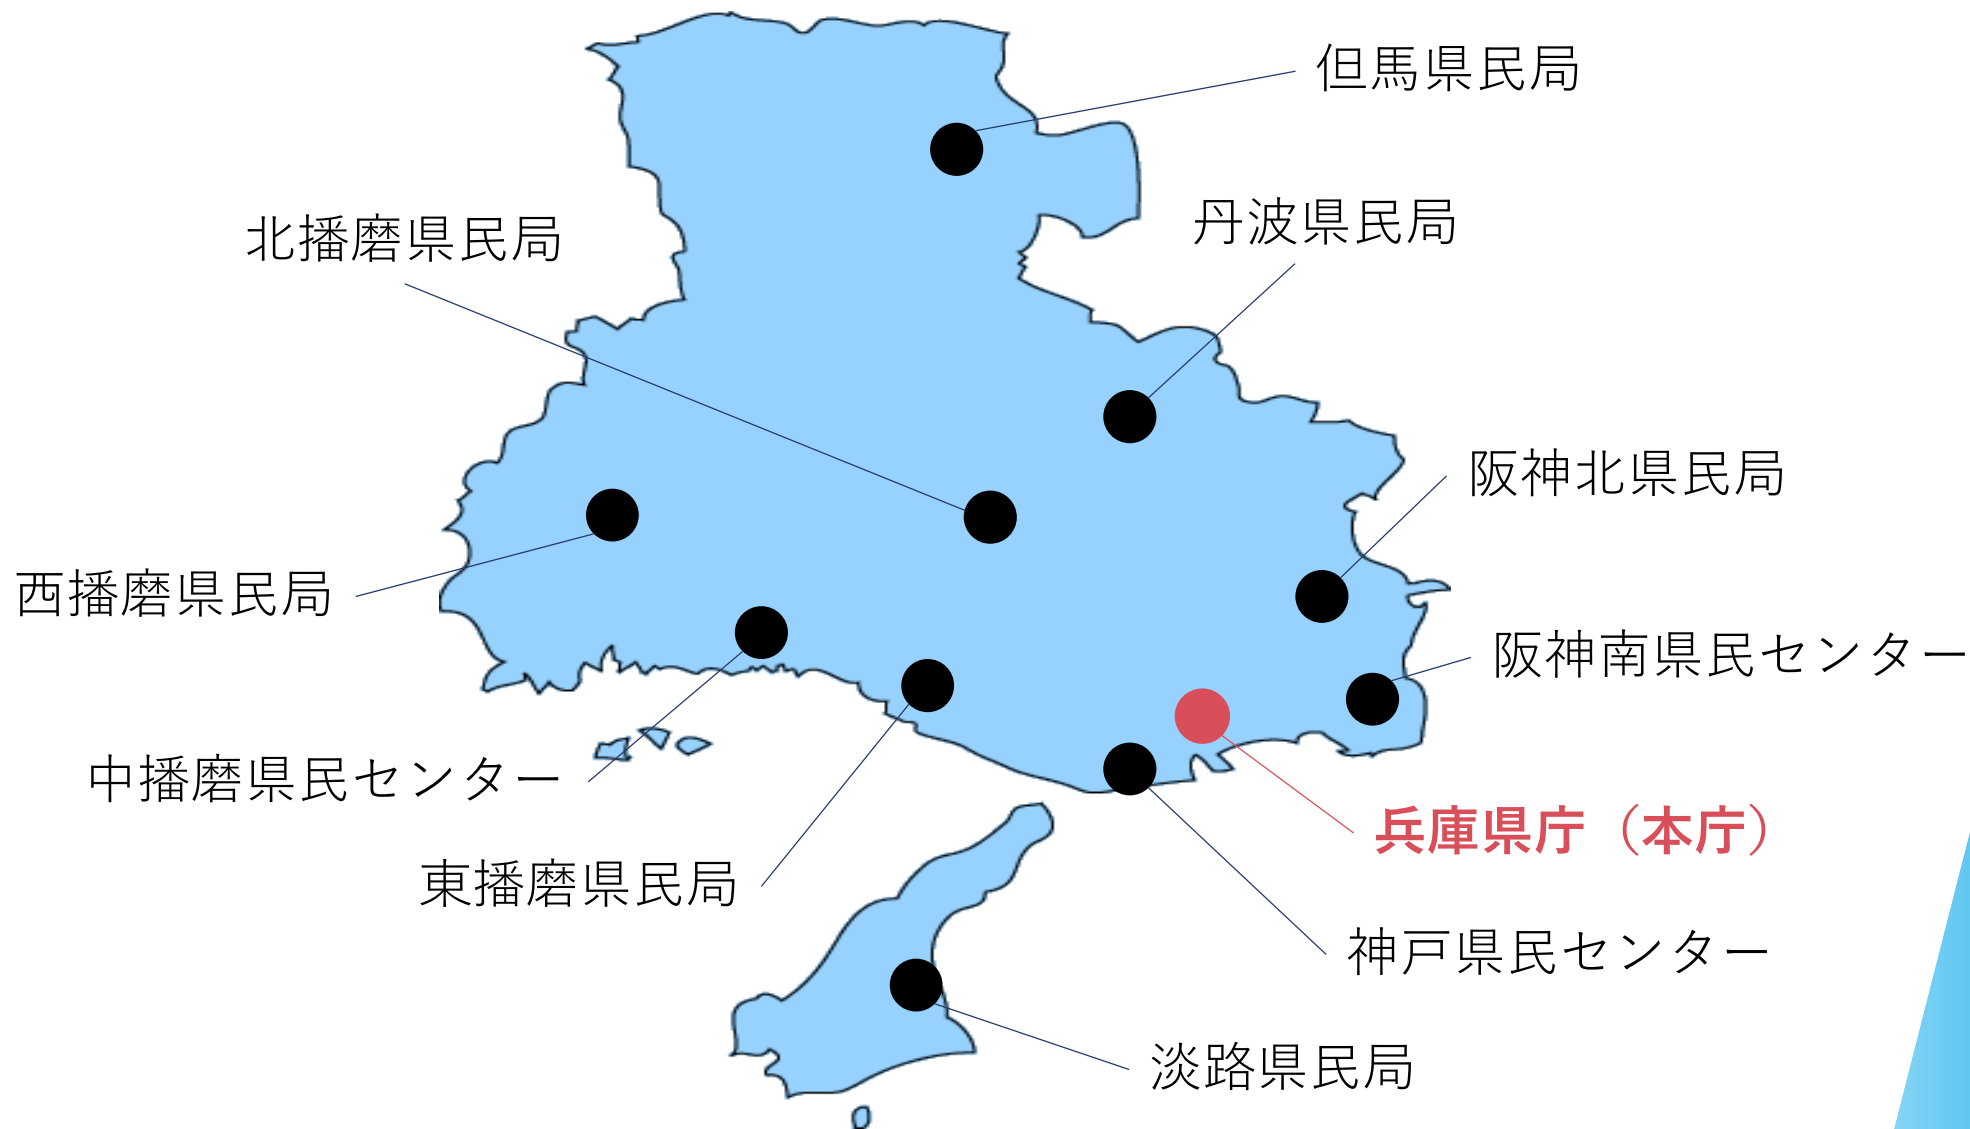 但馬県民局
丹波県民局
北播磨県民局
阪神北県民局
西播磨県民局
阪神南県民センター
中播磨県民センター
兵庫県庁（本庁）
東播磨県民局
神戸県民センター
淡路県民局